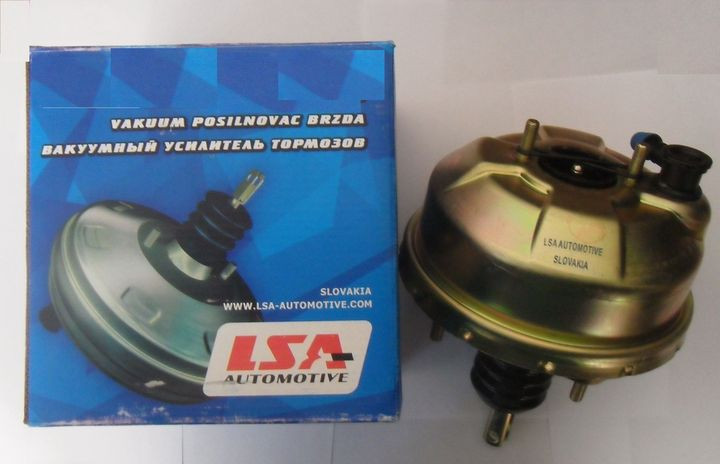 VAKUUM POSILNOVAC BRZDA
ВАКУУМНЫЙ УСИЛИТЕЛЬ ТОРМОЗОВ
SLOVAKIA
WWW.LSA-AUTOMOTIVE.COM
LSA
AUTOMOTIVE
LSA AUTOMOTIVE
SLOVAKIA